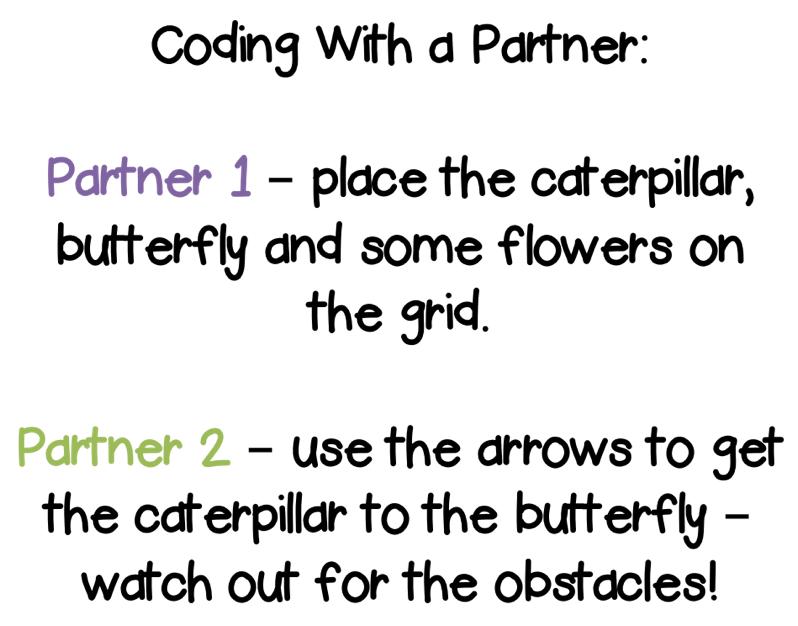 Coding With a Partner:
Partner 1 – place the caterpillar,
butterfly and some flowers on
the grid.
Partner 2 – use the arrows to get
the caterpillar to the butterfly –
watch out for the obstacles!